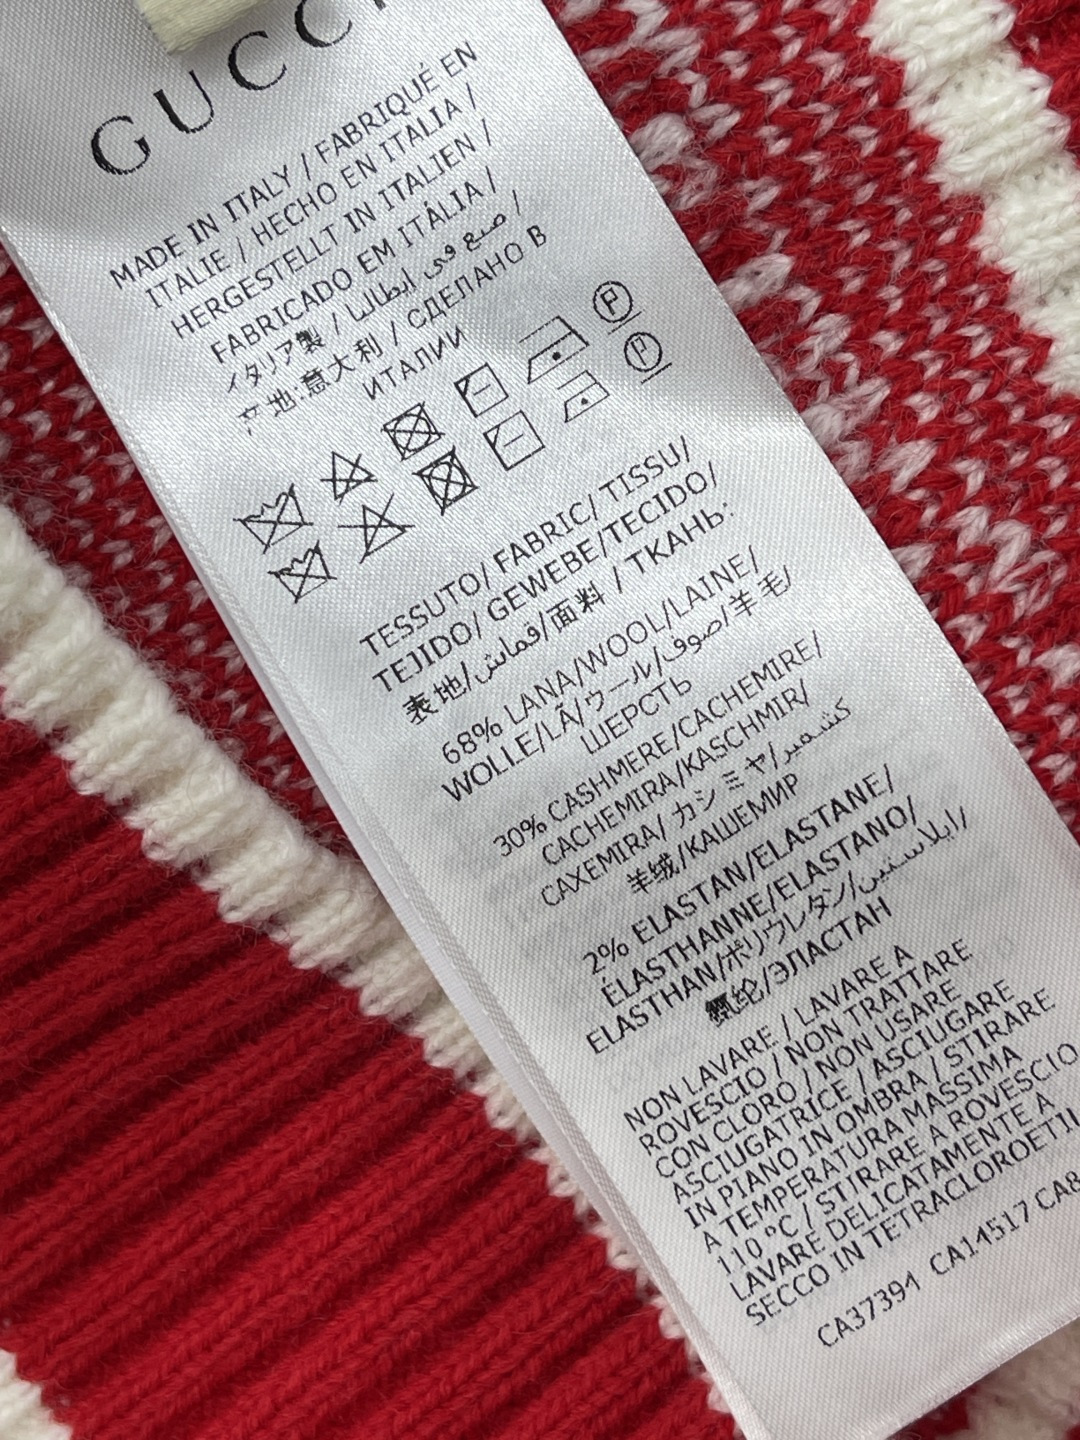 GUCCI
MADE IN ITALY / FABRIQUÉ EN
ITALIE / HECHO EN ITALIA /
HERGESTELLT IN ITALIEN /
FABRICADO EM ITÁLIA /
イタリア製 / صنع في ايطاليا /
产地:意大利 / СДЕЛАНО В
ИТАЛИИ
P
P
TESSUTO/ FABRIC/ TISSU/
TEJIDO/ GEWEBE/TECIDO/
表地/قماش/面料 / ТКАНЬ:
68% LANA/WOOL/LAINE/
WOLLE/LÃ/ウール/صوف/羊毛/
ШЕРСТЬ
30% CASHMERE/CACHEMIRE/
CACHEMIRA/KASCHMIR/
CAXEMIRA/ カシミヤ/كشمير/
羊绒/КАШЕМИР
2% ELASTAN/ELASTANE/
ÉLASTHANNE/ELASTANO/
ELASTHAN/ポリウレタン/ايلاستين/
氨纶/ЭЛАСТАН
NON LAVARE / LAVARE A
ROVESCIO / NON TRATTARE
CON CLORO / NON USARE
ASCIUGATRICE / ASCIUGARE
IN PIANO IN OMBRA / STIRARE
A TEMPERATURA MASSIMA
110 °C / STIRARE A ROVESCIO
LAVARE DELICATAMENTE A
SECCO IN TETRACLOROETIL
CA37391 CA14517 CA8